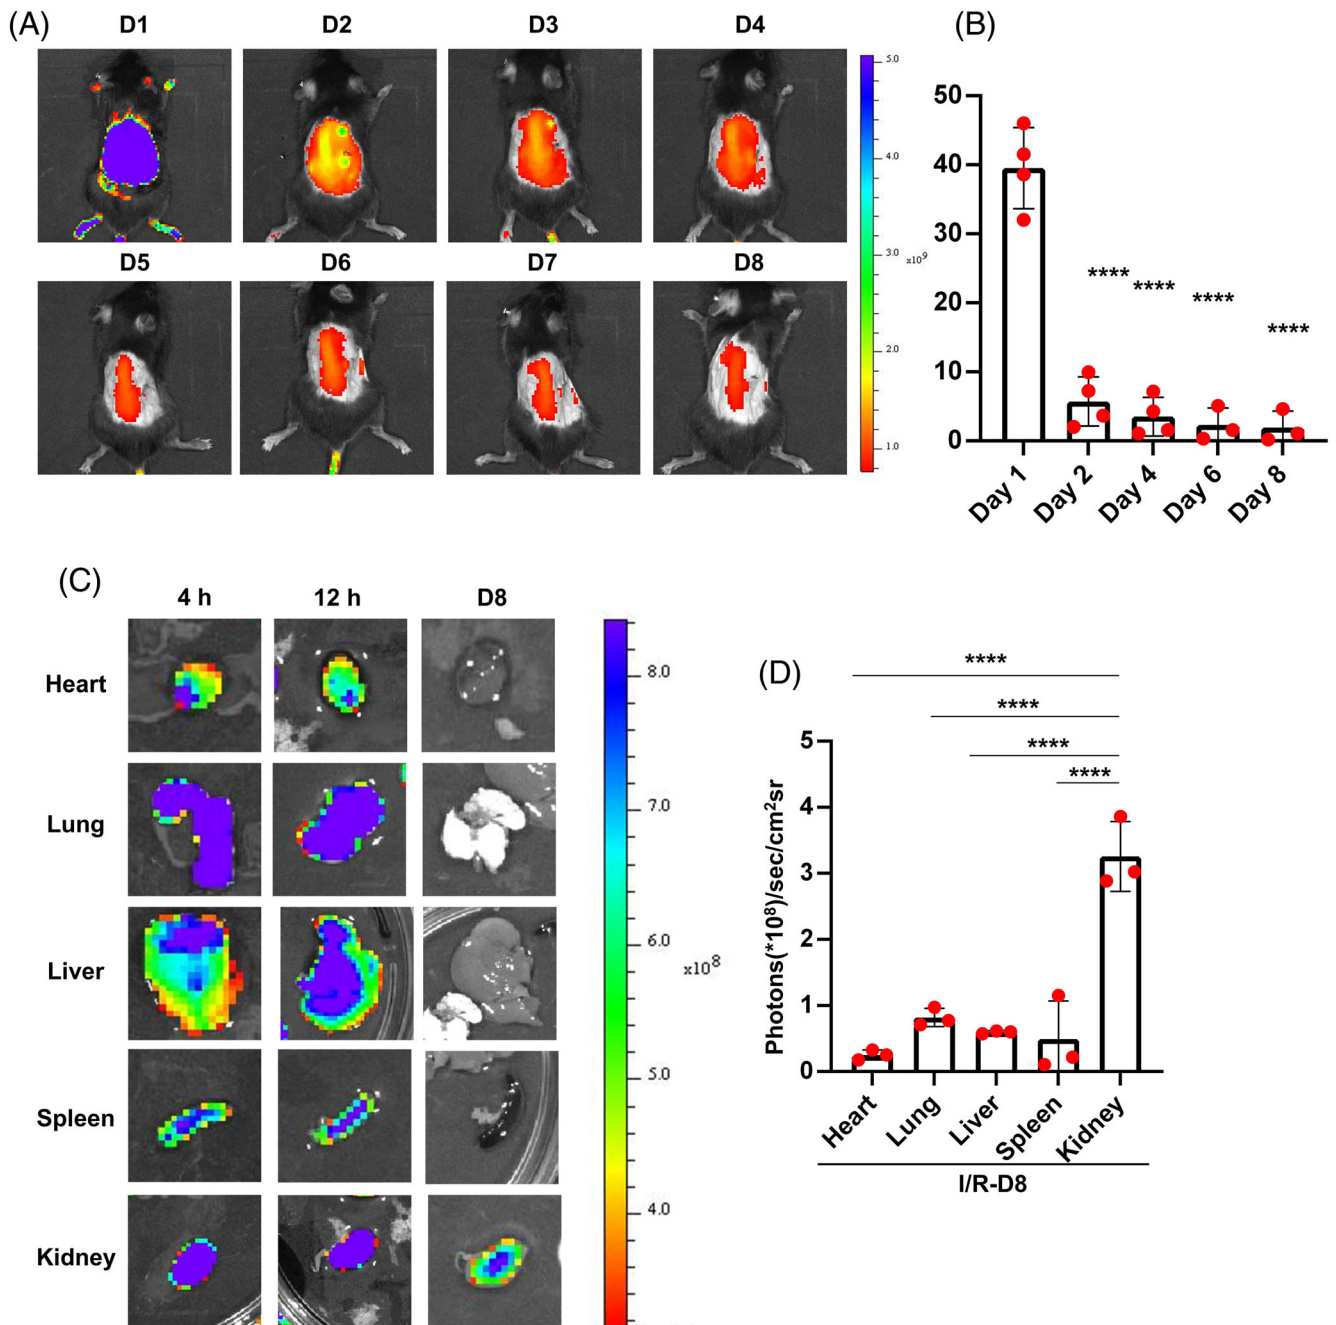 (A)
D1 D2 D3 D4
5.0
4.0
3.0
x10⁹
2.0
1.0
D5 D6 D7 D8
(B)
50
40
30
20
10
0
**** **** **** ****
Day 1 Day 2 Day 4 Day 6 Day 8
(C)
4 h 12 h D8
Heart
Lung
Liver
Spleen
Kidney
8.0
7.0
6.0
x10⁸
5.0
4.0
(D)
****
****
****
****
Photons(*10⁸)/sec/cm²sr
5
4
3
2
1
0
Heart Lung Liver Spleen Kidney
I/R-D8